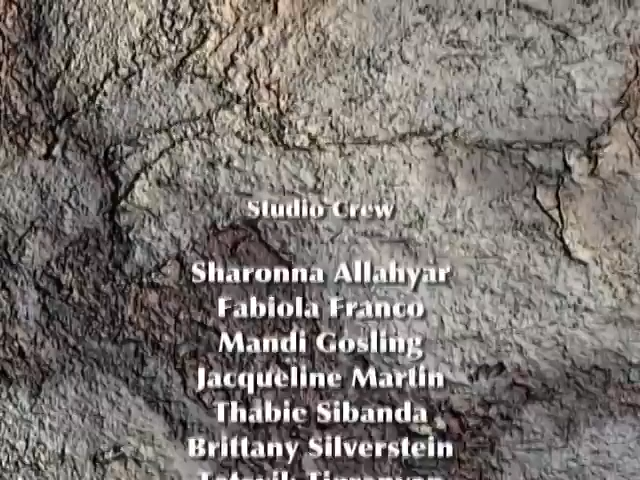 Studio Crew
Sharonna Allahyar
Fabiola Franco
Mandi Gosling
Jacqueline Martin
Thabie Sibanda
Brittany Silverstein